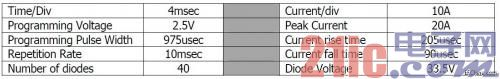 Time/Div 4msec Current/div 10A
Programming Voltage 2.5V Peak Current 20A
Programming Pulse Width 975usec Current rise time 205usec
Repetition Rate 10msec Current fall time 90usec
Number of diodes 40 Diode Voltage 33.5V